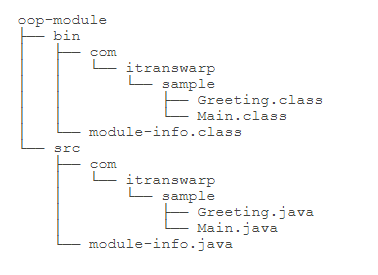 oop-module
├── bin
│   ├── com
│   │   └── itranswarp
│   │       └── sample
│   │           ├── Greeting.class
│   │           └── Main.class
│   └── module-info.class
└── src
    ├── com
    │   └── itranswarp
    │       └── sample
    │           ├── Greeting.java
    │           └── Main.java
    └── module-info.java